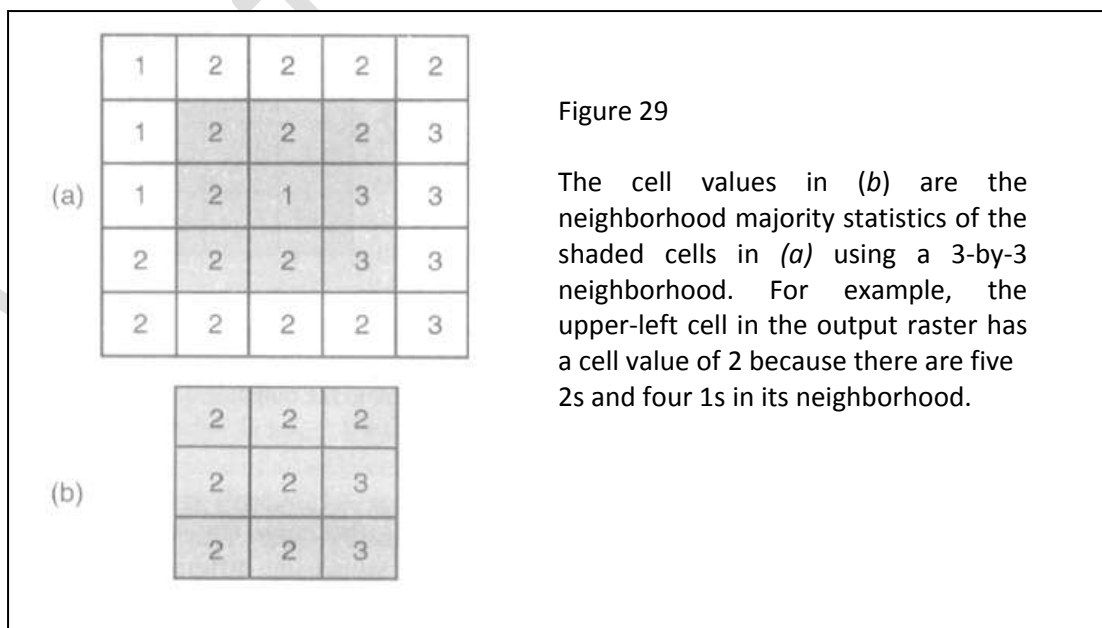 1 2 2 2 2
1 2 2 2 3
(a) 1 2 1 3 3
2 2 2 3 3
2 2 2 2 3
2 2 2
(b) 2 2 3
2 2 3
Figure 29
The cell values in (b) are the
neighborhood majority statistics of the
shaded cells in (a) using a 3-by-3
neighborhood. For example, the
upper-left cell in the output raster has
a cell value of 2 because there are five
2s and four 1s in its neighborhood.